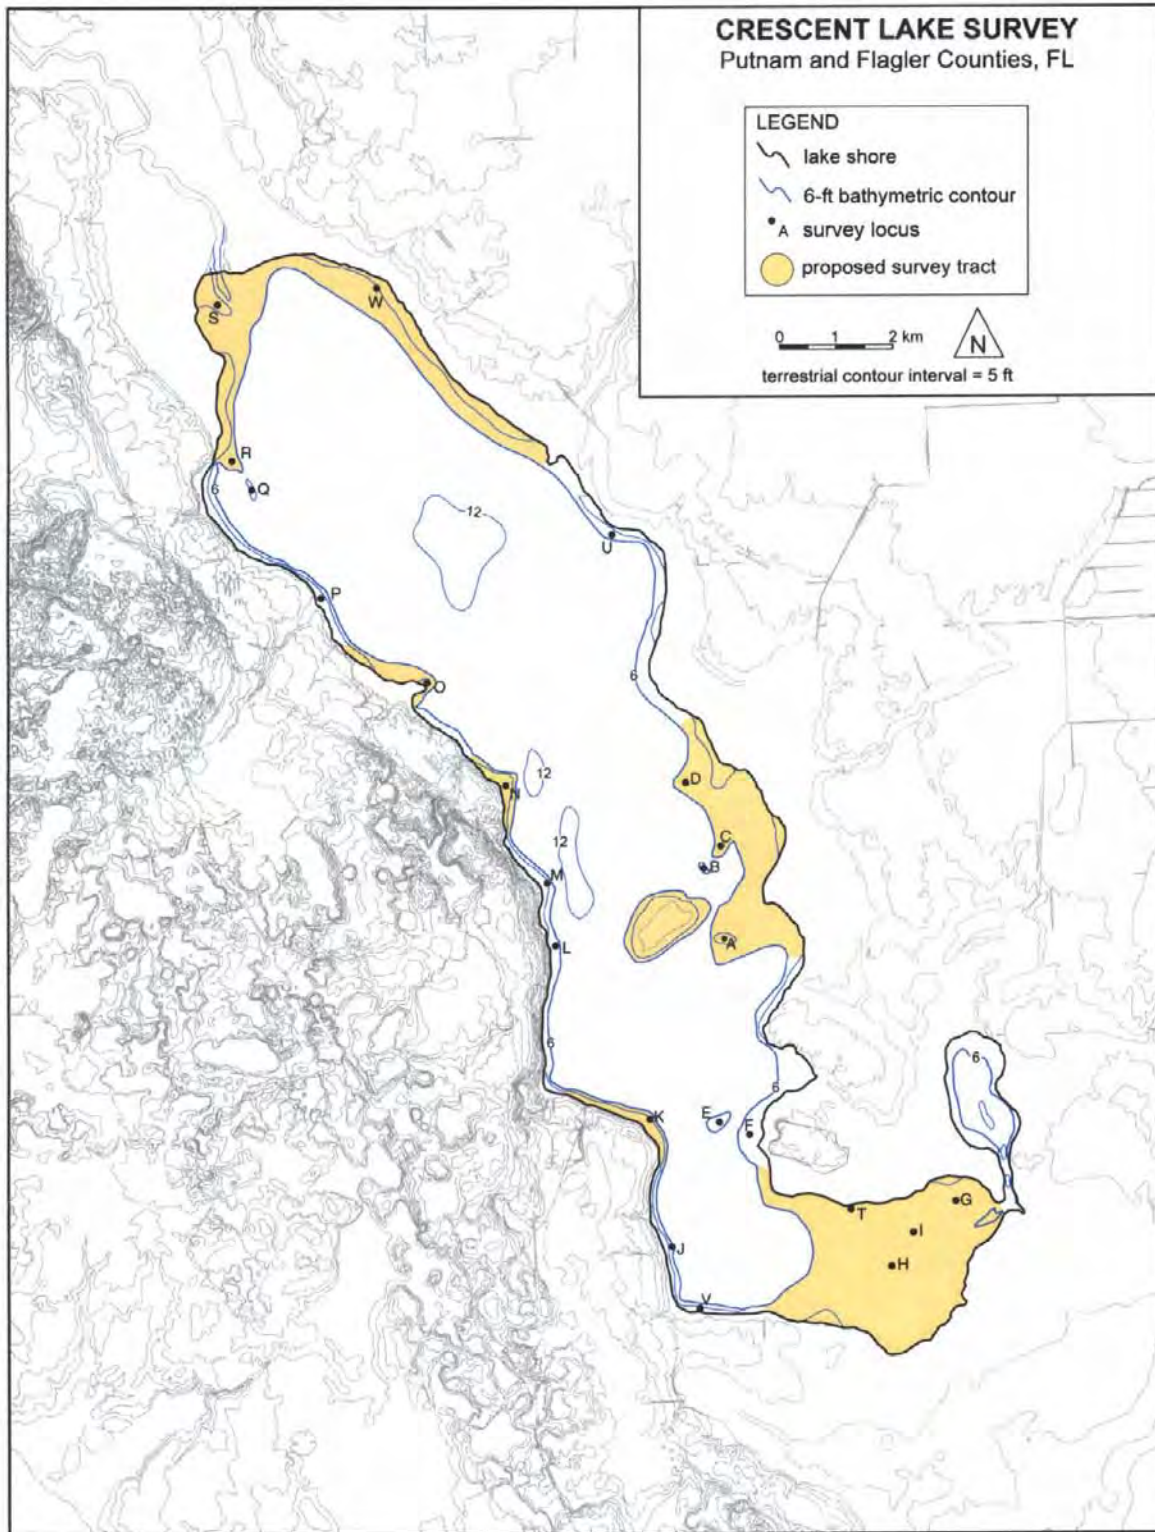 CRESCENT LAKE SURVEY
Putnam and Flagler Counties, FL
LEGEND
lake shore
6-ft bathymetric contour
A survey locus
proposed survey tract
0 1 2 km
N
terrestrial contour interval = 5 ft
W
S
R
Q
6
12
U
P
6
O
D
12
N
C
12
B
M
A
L
6
6
6
E
F
K
G
T
I
J
H
V